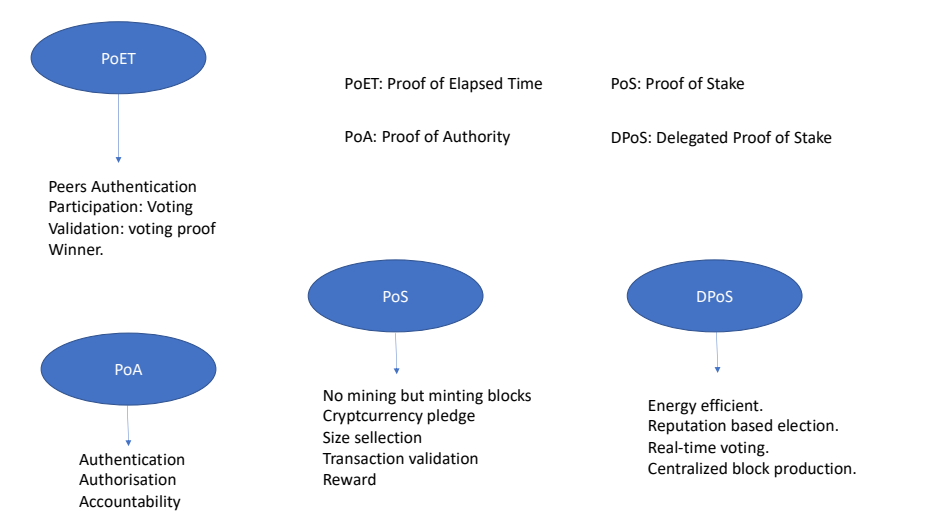 PoET
PoET: Proof of Elapsed Time
PoS: Proof of Stake
PoA: Proof of Authority
DPoS: Delegated Proof of Stake
Peers Authentication
Participation: Voting
Validation: voting proof
Winner.
PoS
DPoS
PoA
No mining but minting blocks
Cryptcurrency pledge
Size sellection
Transaction validation
Reward
Energy efficient.
Reputation based election.
Real-time voting.
Centralized block production.
Authentication
Authorisation
Accountability